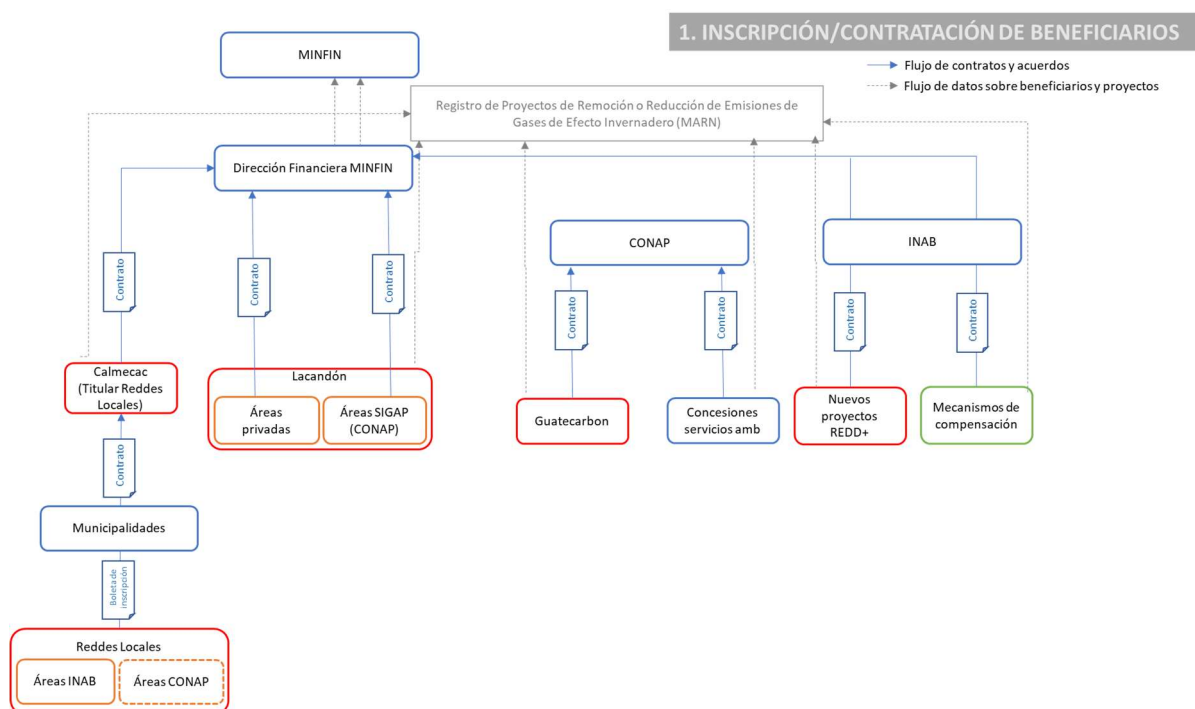 1. INSCRIPCIÓN/CONTRATACIÓN DE BENEFICIARIOS
Flujo de contratos y acuerdos
Flujo de datos sobre beneficiarios y proyectos
MINFIN
Registro de Proyectos de Remoción o Reducción de Emisiones de
Gases de Efecto Invernadero (MARN)
Dirección Financiera MINFIN
CONAP
INAB
Contrato
Contrato
Contrato
Contrato
Contrato
Contrato
Contrato
Calmecac
(Titular Reddes
Locales)
Lacandón
Áreas
privadas
Áreas SIGAP
(CONAP)
Guatecarbon
Concesiones
servicios amb
Nuevos
proyectos
REDD+
Mecanismos de
compensación
Contrato
Municipalidades
Boleta de
inscripción
Reddes Locales
Áreas INAB
Áreas CONAP